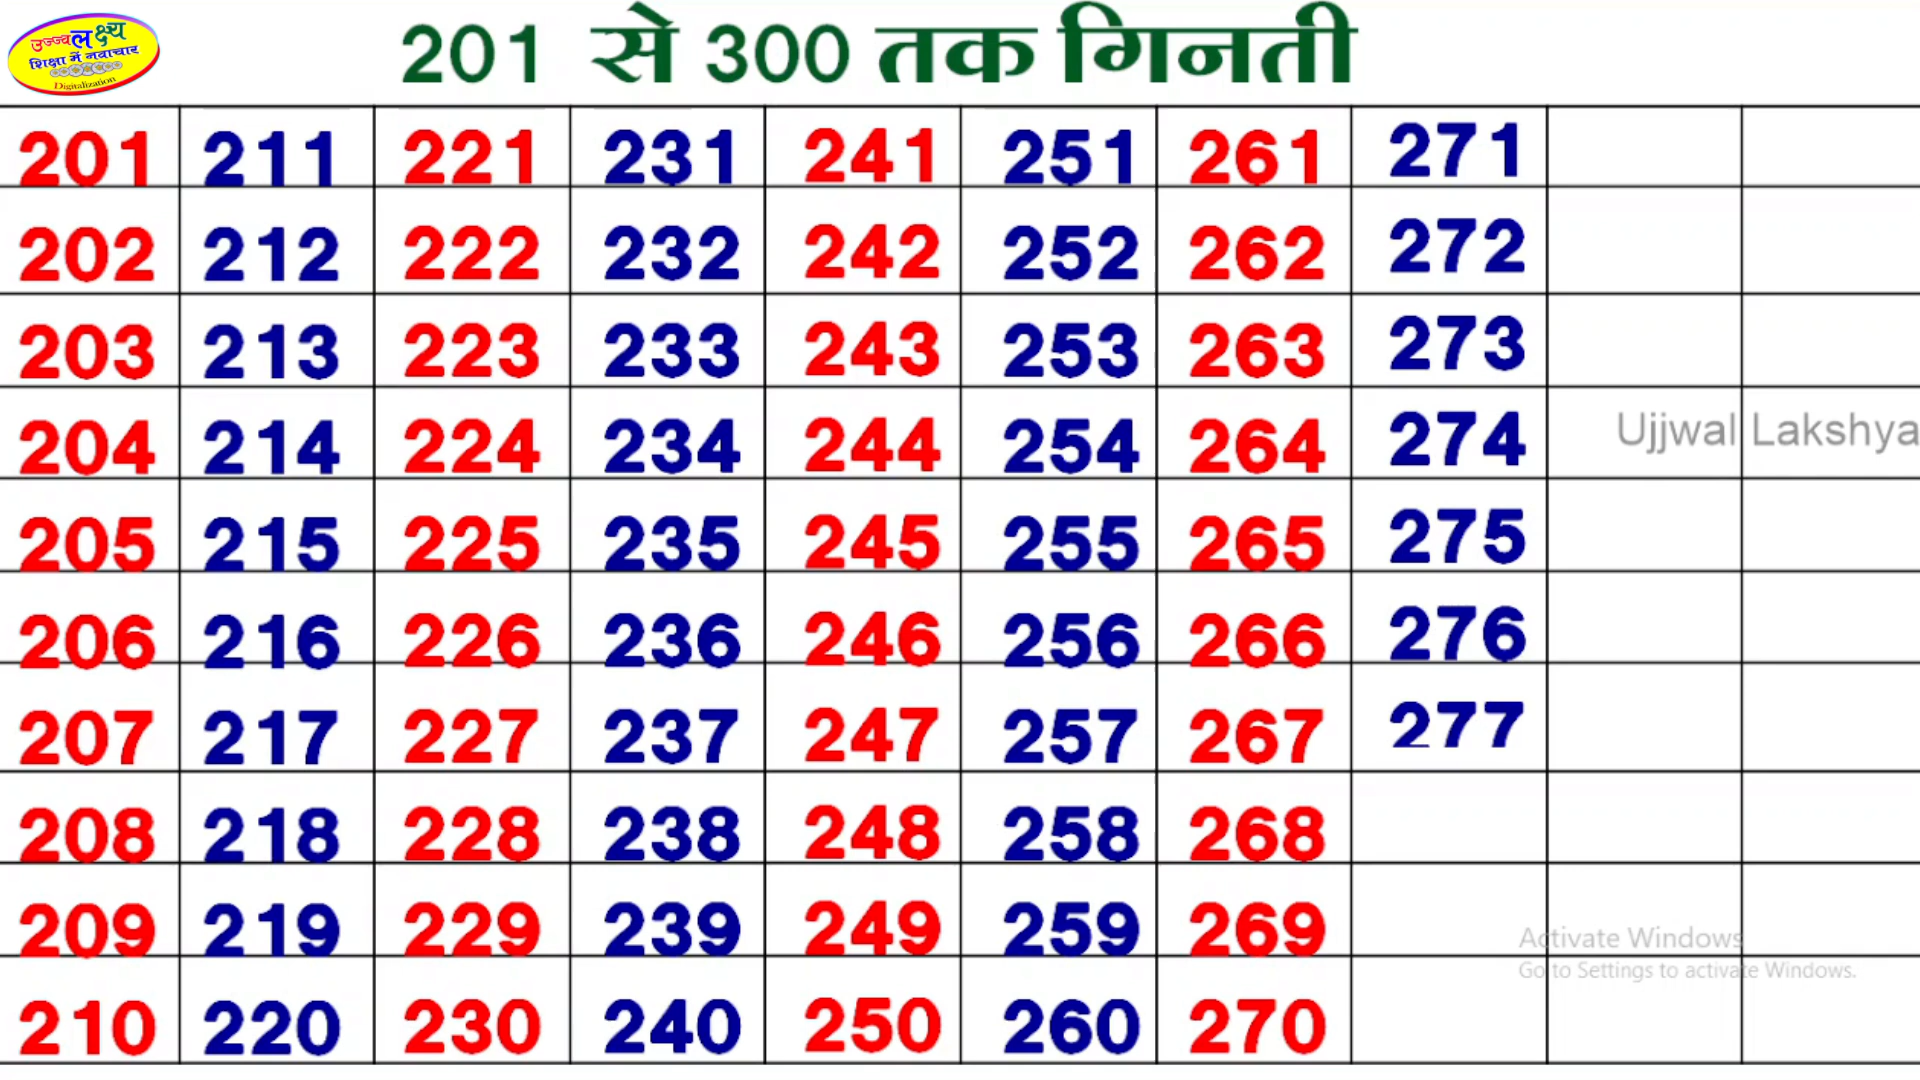 उज्ज्वल लक्ष्य
शिक्षा में नवाचार
Digitalization
201 से 300 तक गिनती
201 211 221 231 241 251 261 271
202 212 222 232 242 252 262 272
203 213 223 233 243 253 263 273
204 214 224 234 244 254 264 274
Ujjwal Lakshya
205 215 225 235 245 255 265 275
206 216 226 236 246 256 266 276
207 217 227 237 247 257 267 277
208 218 228 238 248 258 268
209 219 229 239 249 259 269
Activate Windows
Go to Settings to activate Windows.
210 220 230 240 250 260 270